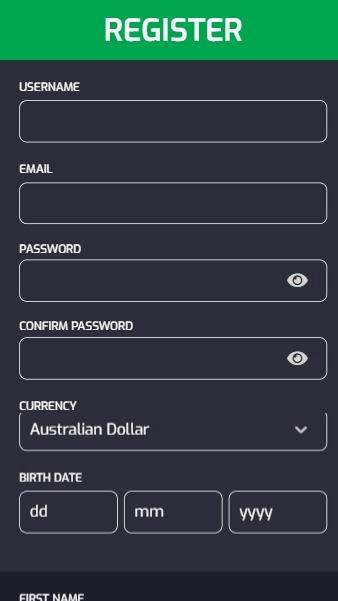 REGISTER
USERNAME
EMAIL
PASSWORD
CONFIRM PASSWORD
CURRENCY
Australian Dollar
BIRTH DATE
dd mm yyyy
FIRST NAME